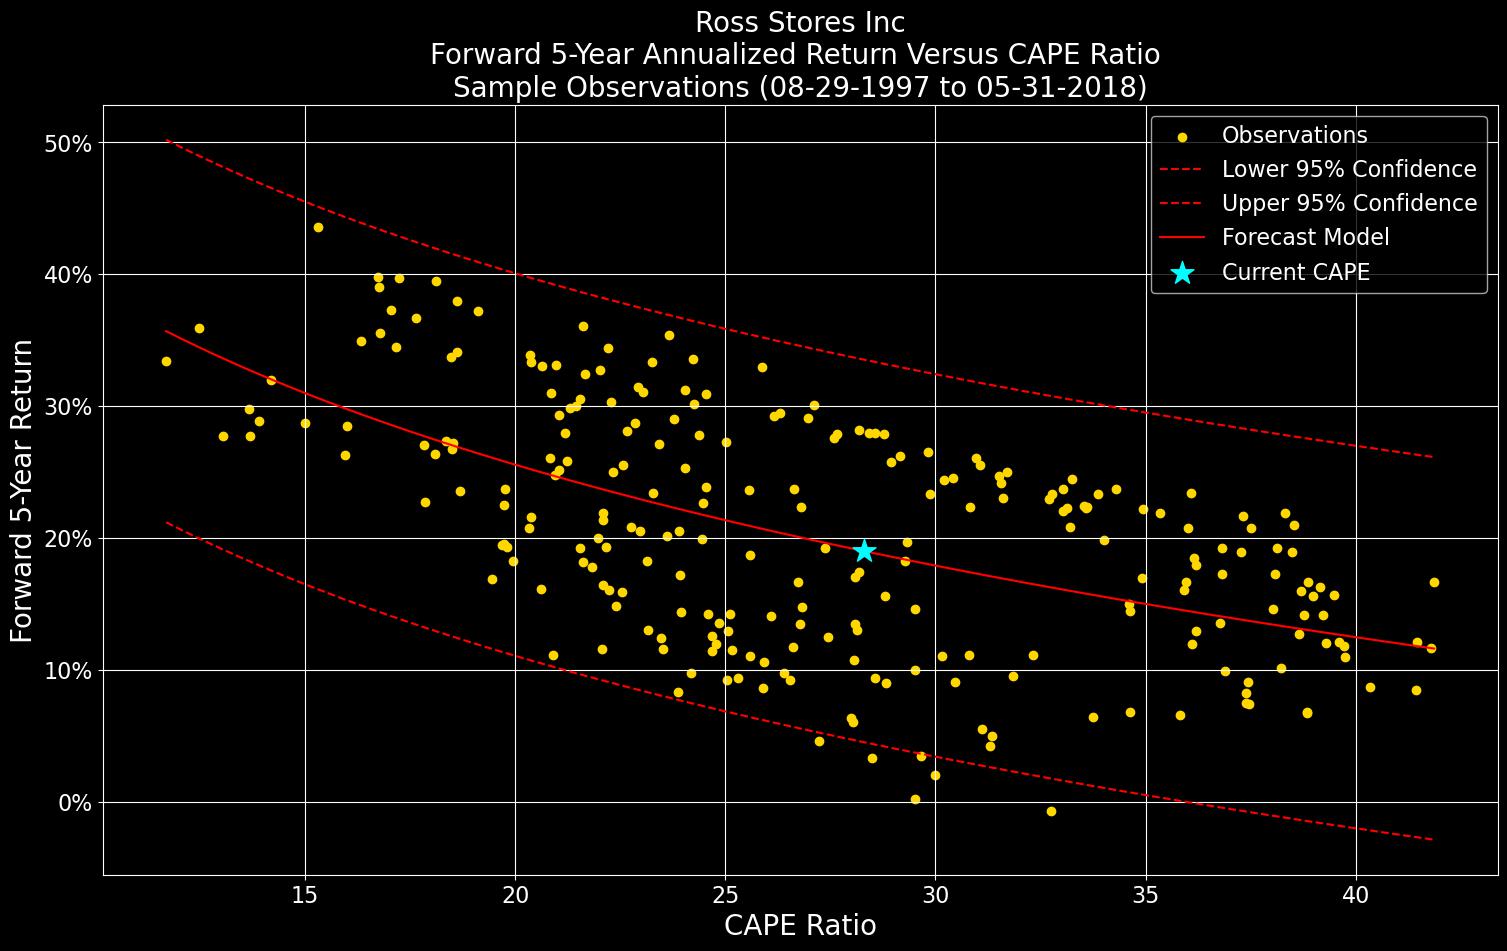 Ross Stores Inc
Forward 5-Year Annualized Return Versus CAPE Ratio
Sample Observations (08-29-1997 to 05-31-2018)
Observations
Lower 95% Confidence
Upper 95% Confidence
Forecast Model
Current CAPE
Forward 5-Year Return
50%
40%
30%
20%
10%
0%
15 20 25 30 35 40
CAPE Ratio